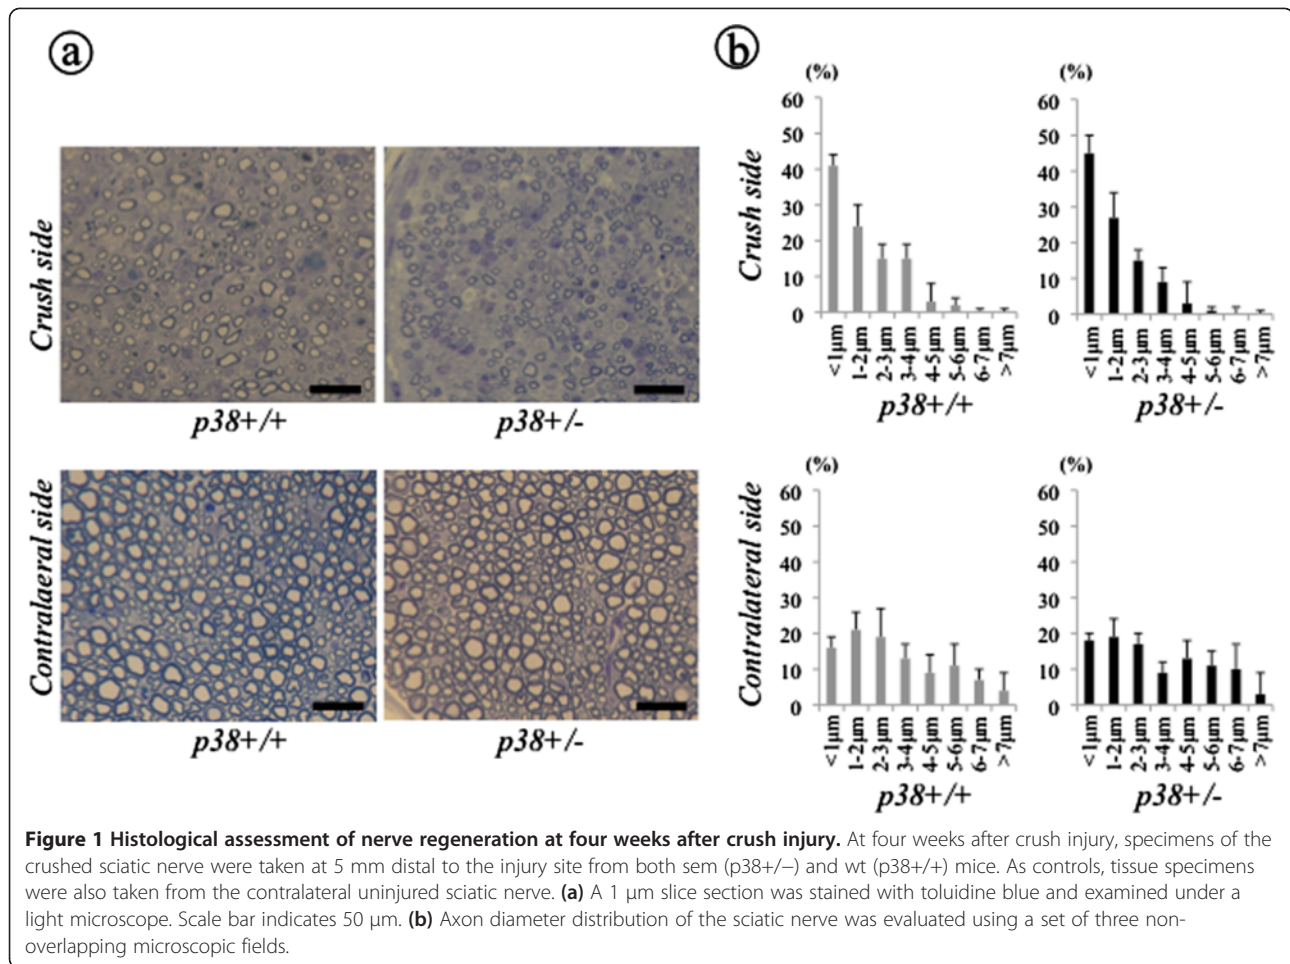 a
b
Crush side
p38+/+
p38+/-
Contralaeral side
p38+/+
p38+/-
(%)
60
50
40
30
20
10
0
Crush side
<1μm
1-2μm
2-3μm
3-4μm
4-5μm
5-6μm
6-7μm
>7μm
p38+/+
(%)
60
50
40
30
20
10
0
<1μm
1-2μm
2-3μm
3-4μm
4-5μm
5-6μm
6-7μm
>7μm
p38+/-
(%)
60
50
40
30
20
10
0
Contralateral side
<1μm
1-2μm
2-3μm
3-4μm
4-5μm
5-6μm
6-7μm
>7μm
p38+/+
(%)
60
50
40
30
20
10
0
<1μm
1-2μm
2-3μm
3-4μm
4-5μm
5-6μm
6-7μm
>7μm
p38+/-
Figure 1 Histological assessment of nerve regeneration at four weeks after crush injury. At four weeks after crush injury, specimens of the
crushed sciatic nerve were taken at 5 mm distal to the injury site from both sem (p38+/−) and wt (p38+/+) mice. As controls, tissue specimens
were also taken from the contralateral uninjured sciatic nerve. (a) A 1 μm slice section was stained with toluidine blue and examined under a
light microscope. Scale bar indicates 50 μm. (b) Axon diameter distribution of the sciatic nerve was evaluated using a set of three non-
overlapping microscopic fields.